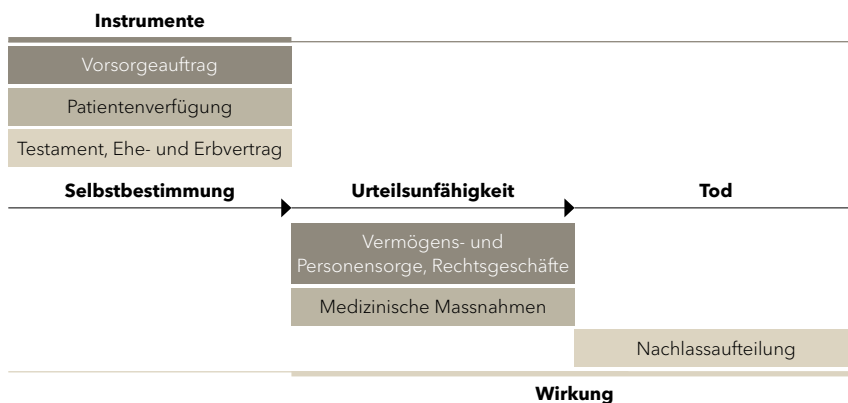 Instrumente
Vorsorgeauftrag
Patientenverfügung
Testament, Ehe- und Erbvertrag
Selbstbestimmung
Urteilsunfähigkeit
Tod
Vermögens- und
Personensorge, Rechtsgeschäfte
Medizinische Massnahmen
Nachlassaufteilung
Wirkung